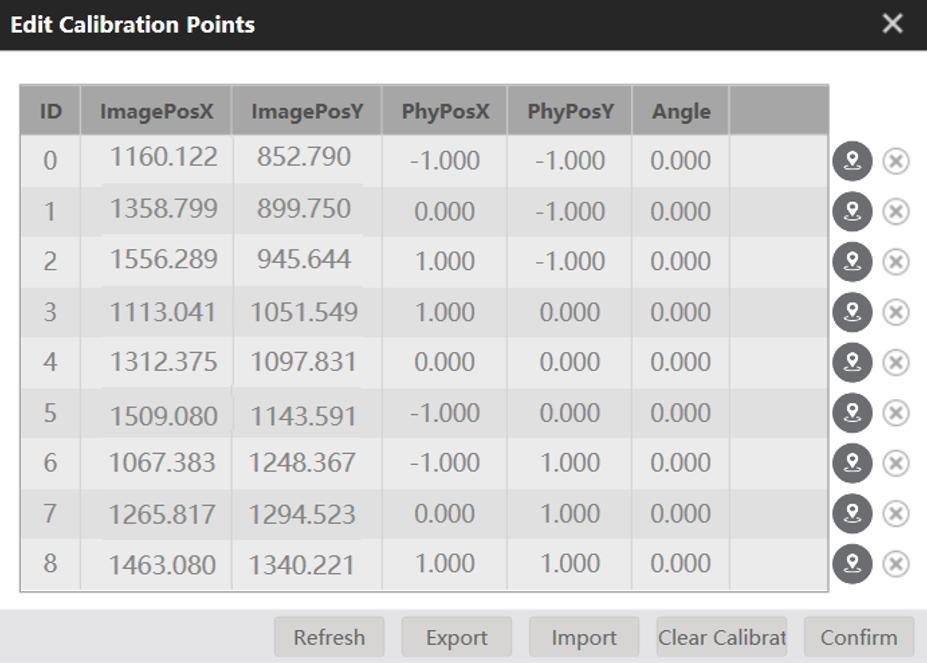 Edit Calibration Points
ID ImagePosX ImagePosY PhyPosX PhyPosY Angle
0 1160.122 852.790 -1.000 -1.000 0.000
1 1358.799 899.750 0.000 -1.000 0.000
2 1556.289 945.644 1.000 -1.000 0.000
3 1113.041 1051.549 1.000 0.000 0.000
4 1312.375 1097.831 0.000 0.000 0.000
5 1509.080 1143.591 -1.000 0.000 0.000
6 1067.383 1248.367 -1.000 1.000 0.000
7 1265.817 1294.523 0.000 1.000 0.000
8 1463.080 1340.221 1.000 1.000 0.000
Refresh Export Import Clear Calibrat Confirm